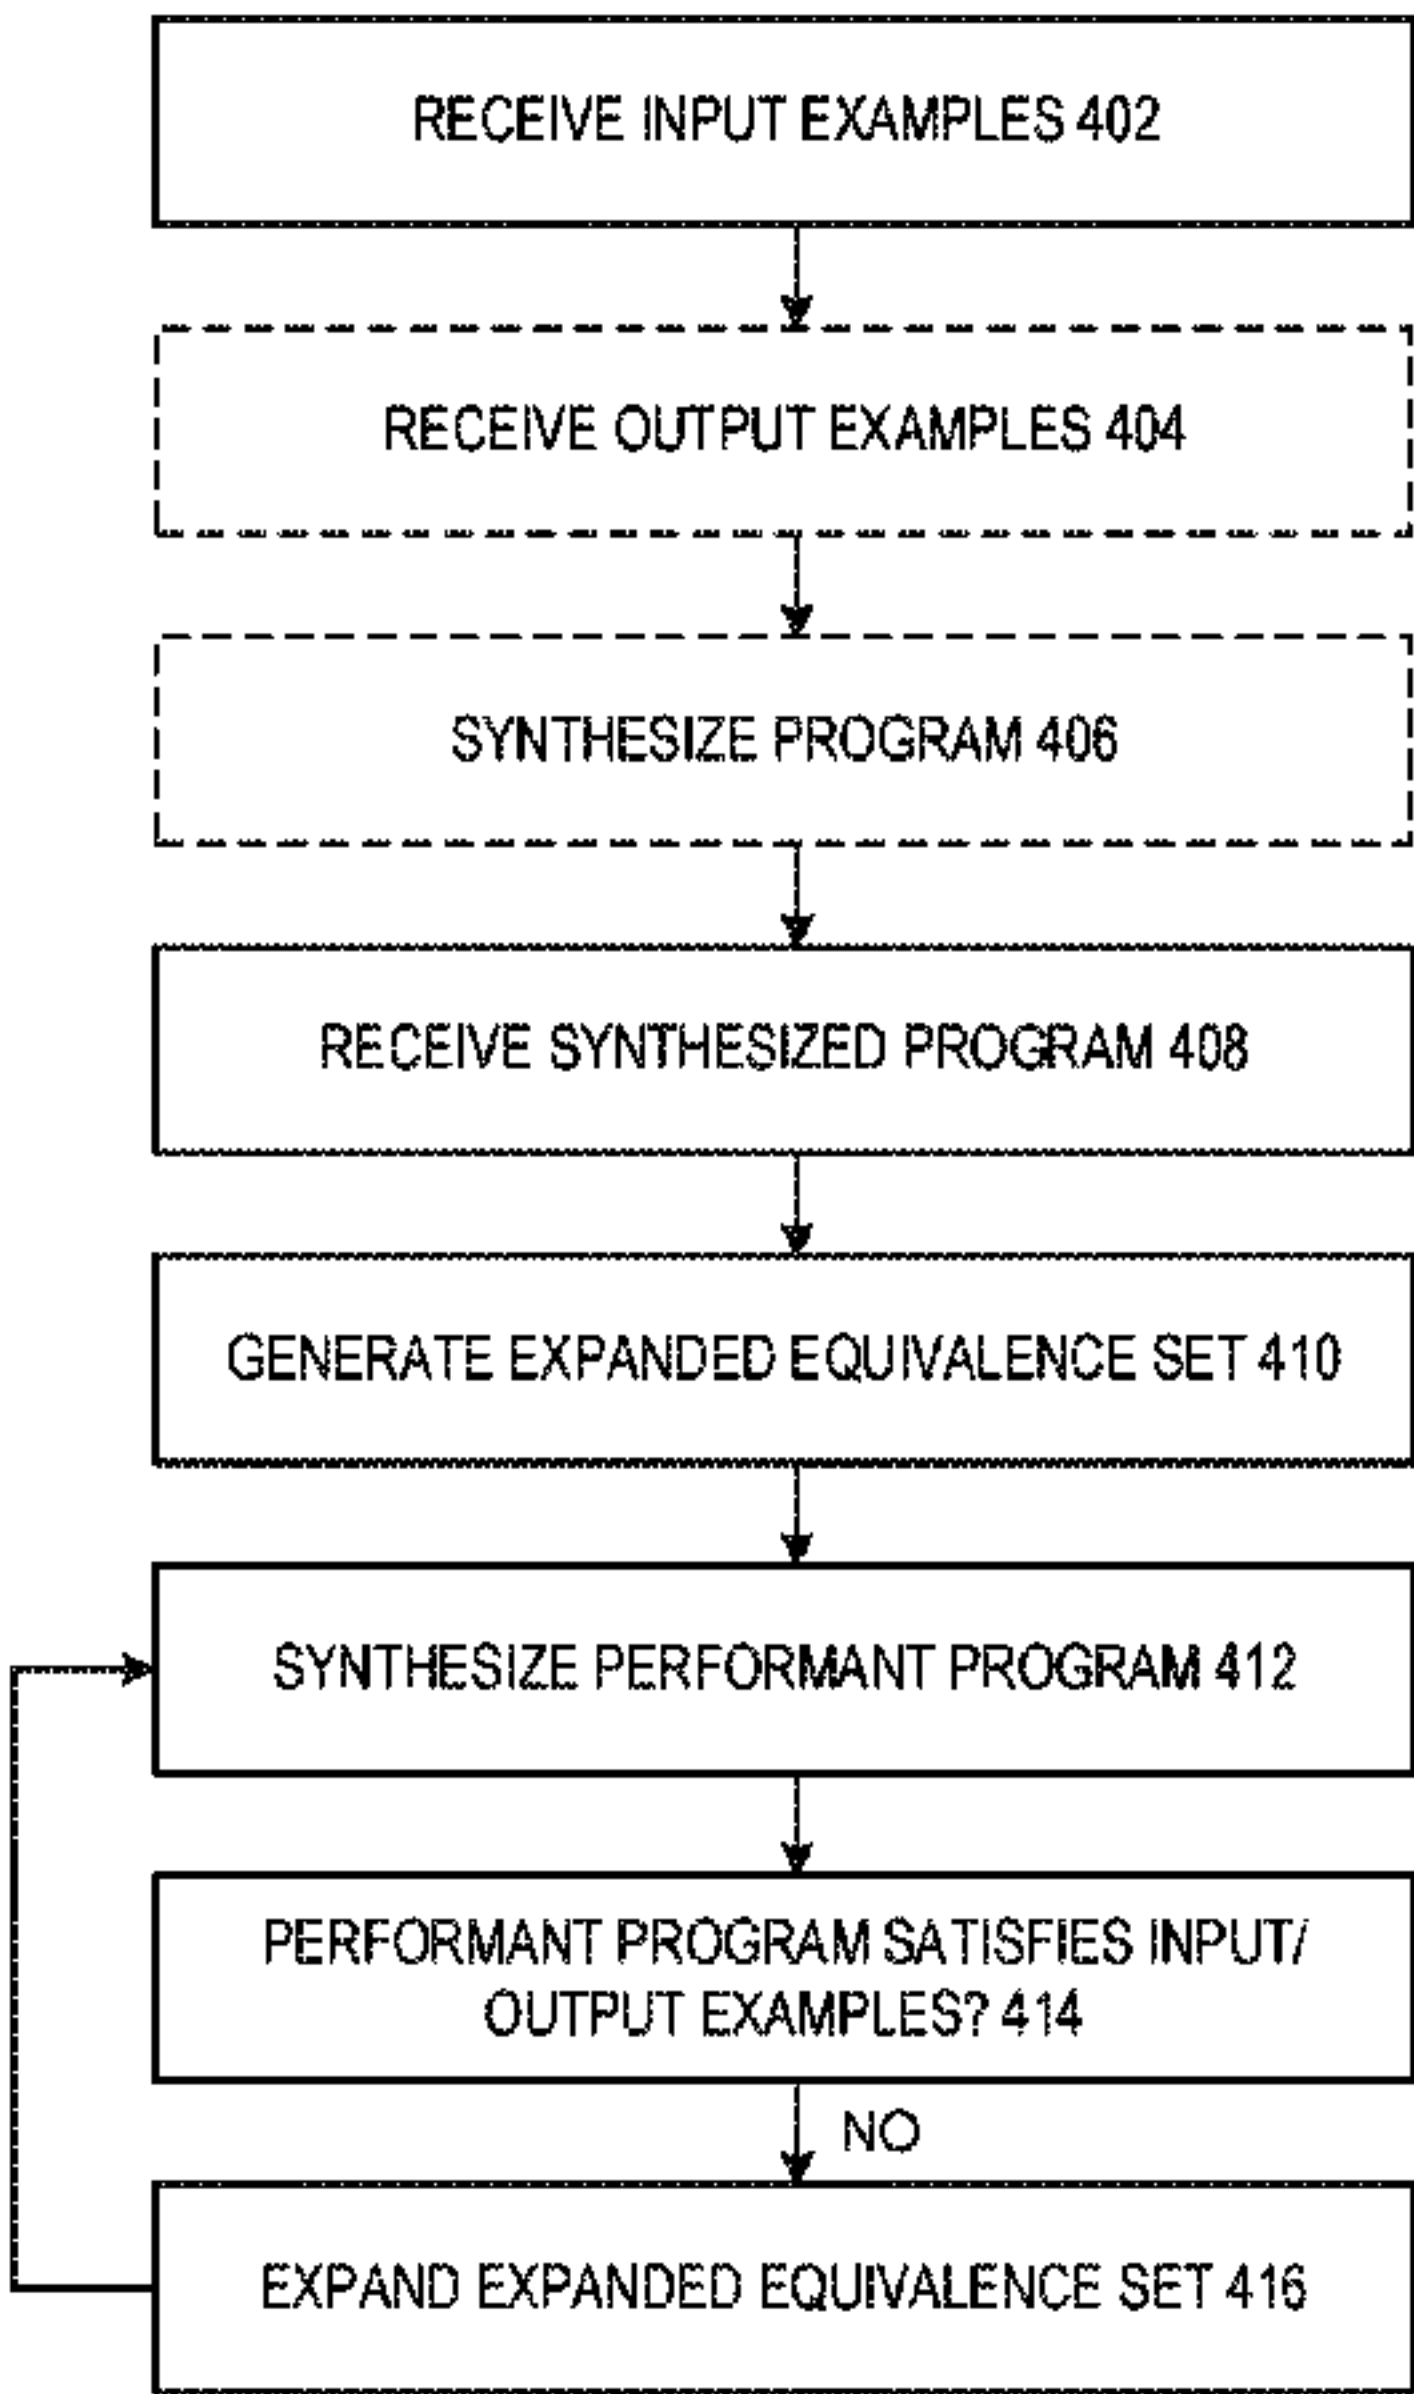 RECEIVE INPUT EXAMPLES 402
RECEIVE OUTPUT EXAMPLES 404
SYNTHESIZE PROGRAM 406
RECEIVE SYNTHESIZED PROGRAM 408
GENERATE EXPANDED EQUIVALENCE SET 410
SYNTHESIZE PERFORMANT PROGRAM 412
PERFORMANT PROGRAM SATISFIES INPUT/
OUTPUT EXAMPLES? 414
NO
EXPAND EXPANDED EQUIVALENCE SET 416